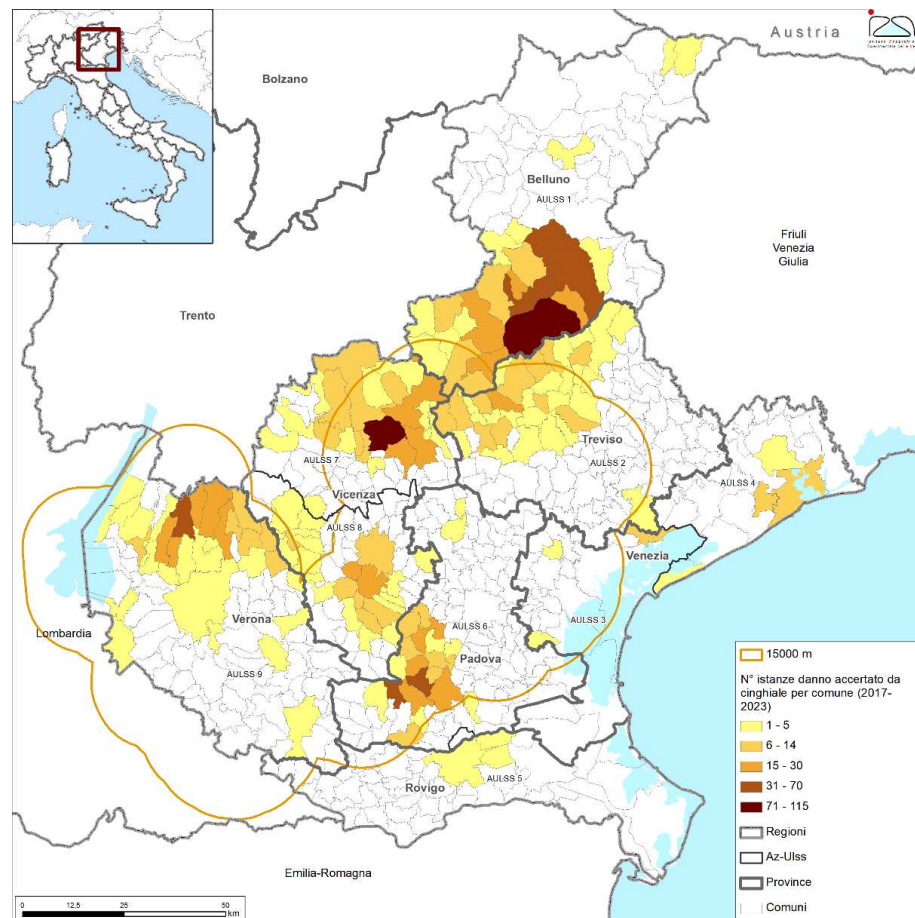 Austria
Bolzano
Belluno
AULSS 1
Friuli
Venezia
Giulia
Trento
Treviso
AULSS 2
AULSS 7
Vicenza
AULSS 8
AULSS 4
Venezia
AULSS 3
Lombardia
Verona
AULSS 9
AULSS 6
Padova
Rovigo
AULSS 5
Emilia-Romagna
15000 m
N° istanze danno accertato da
cinghiale per comune (2017-
2023)
1 - 5
6 - 14
15 - 30
31 - 70
71 - 115
Regioni
Az-Ulss
Province
Comuni
0 12,5 25 50
km